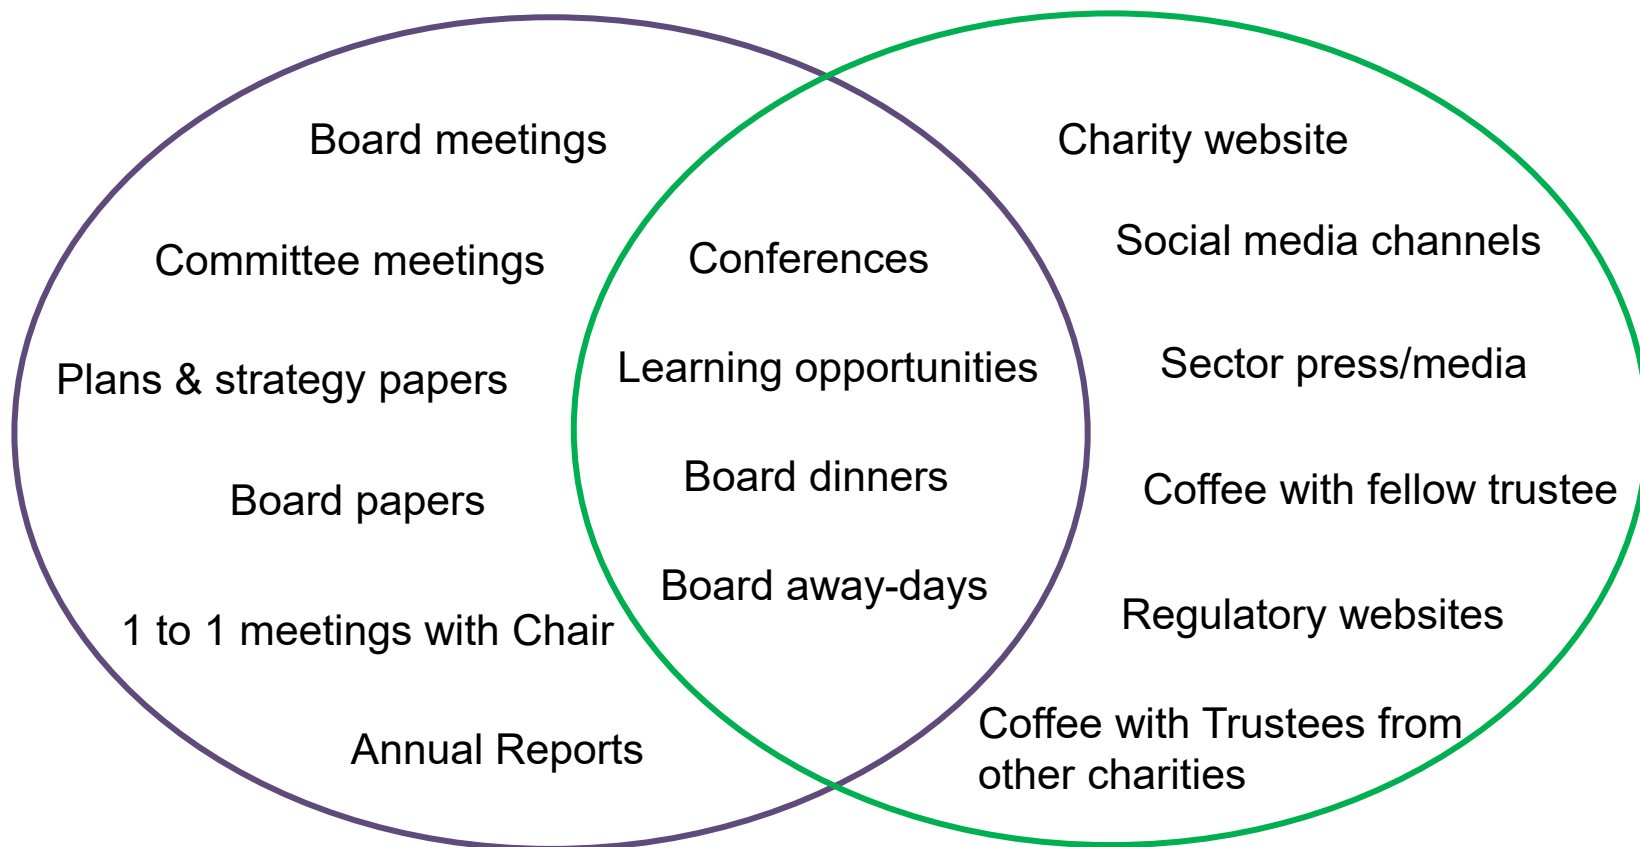 Board meetings
Committee meetings
Plans & strategy papers
Board papers
1 to 1 meetings with Chair
Annual Reports
Conferences
Learning opportunities
Board dinners
Board away-days
Charity website
Social media channels
Sector press/media
Coffee with fellow trustee
Regulatory websites
Coffee with Trustees from
other charities